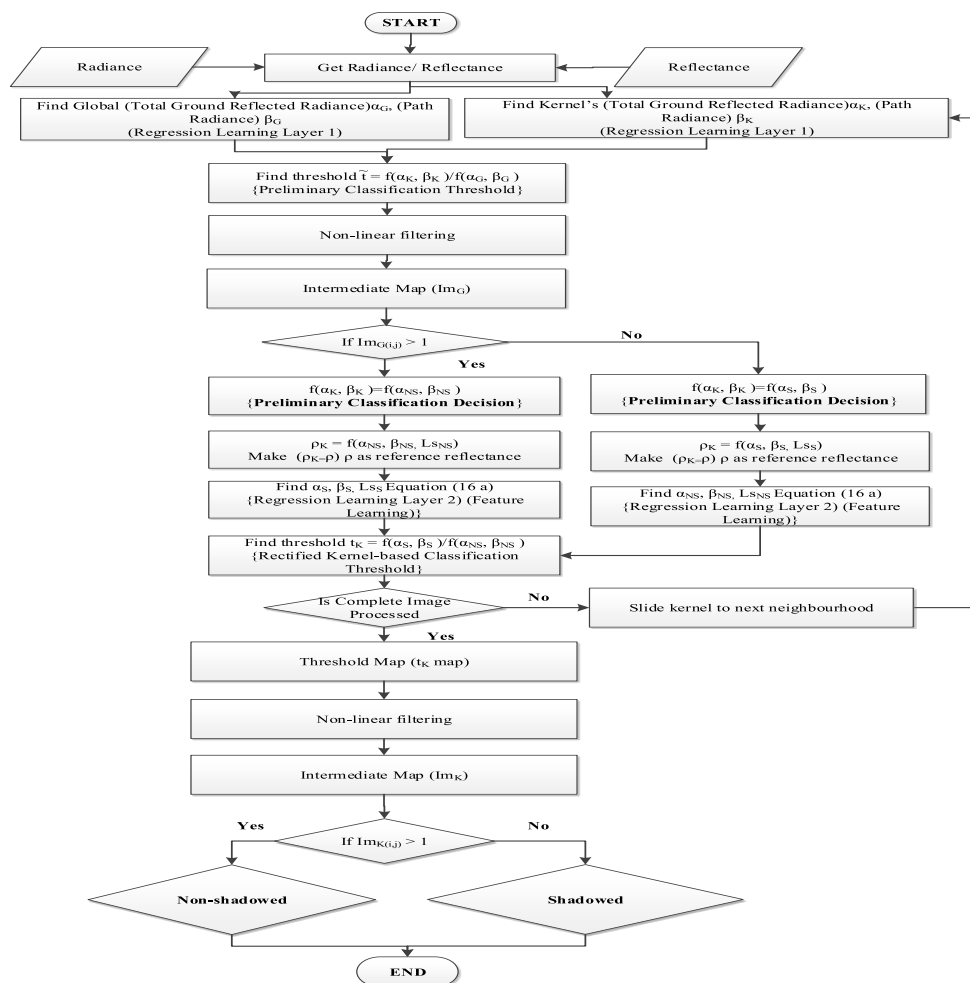 START
Radiance
Get Radiance/ Reflectance
Reflectance
Find Global (Total Ground Reflected Radiance)αG, (Path
Radiance) βG
(Regression Learning Layer 1)
Find Kernel's (Total Ground Reflected Radiance)αK, (Path
Radiance) βK
(Regression Learning Layer 1)
Find threshold t̃ = f(αK, βK )/f(αG, βG )
{Preliminary Classification Threshold}
Non-linear filtering
Intermediate Map (ImG)
If ImG(i,j) > 1
No
Yes
f(αK, βK )=f(αNS, βNS )
{Preliminary Classification Decision}
f(αK, βK )=f(αS, βS )
{Preliminary Classification Decision}
ρK = f(αNS, βNS, LsNS)
Make (ρK=ρ) ρ as reference reflectance
ρK = f(αS, βS, LsS)
Make (ρK=ρ) ρ as reference reflectance
Find αS, βS, LsS Equation (16 a)
{Regression Learning Layer 2) (Feature
Learning)}
Find αNS, βNS, LsNS Equation (16 a)
{Regression Learning Layer 2) (Feature
Learning)}
Find threshold tK = f(αS, βS )/f(αNS, βNS )
{Rectified Kernel-based Classification
Threshold}
Is Complete Image
Processed
No
Slide kernel to next neighbourhood
Yes
Threshold Map (tK map)
Non-linear filtering
Intermediate Map (ImK)
Yes
If ImK(i,j) > 1
No
Non-shadowed
Shadowed
END